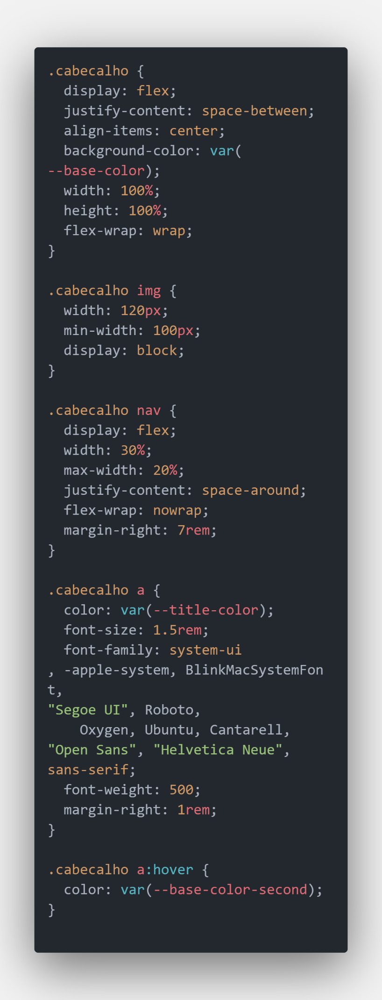 .cabecalho {
  display: flex;
  justify-content: space-between;
  align-items: center;
  background-color: var(
--base-color);
  width: 100%;
  height: 100%;
  flex-wrap: wrap;
}

.cabecalho img {
  width: 120px;
  min-width: 100px;
  display: block;
}

.cabecalho nav {
  display: flex;
  width: 30%;
  max-width: 20%;
  justify-content: space-around;
  flex-wrap: nowrap;
  margin-right: 7rem;
}

.cabecalho a {
  color: var(--title-color);
  font-size: 1.5rem;
  font-family: system-ui
, -apple-system, BlinkMacSystemFon
t,
"Segoe UI", Roboto,
    Oxygen, Ubuntu, Cantarell,
"Open Sans", "Helvetica Neue",
sans-serif;
  font-weight: 500;
  margin-right: 1rem;
}

.cabecalho a:hover {
  color: var(--base-color-second);
}